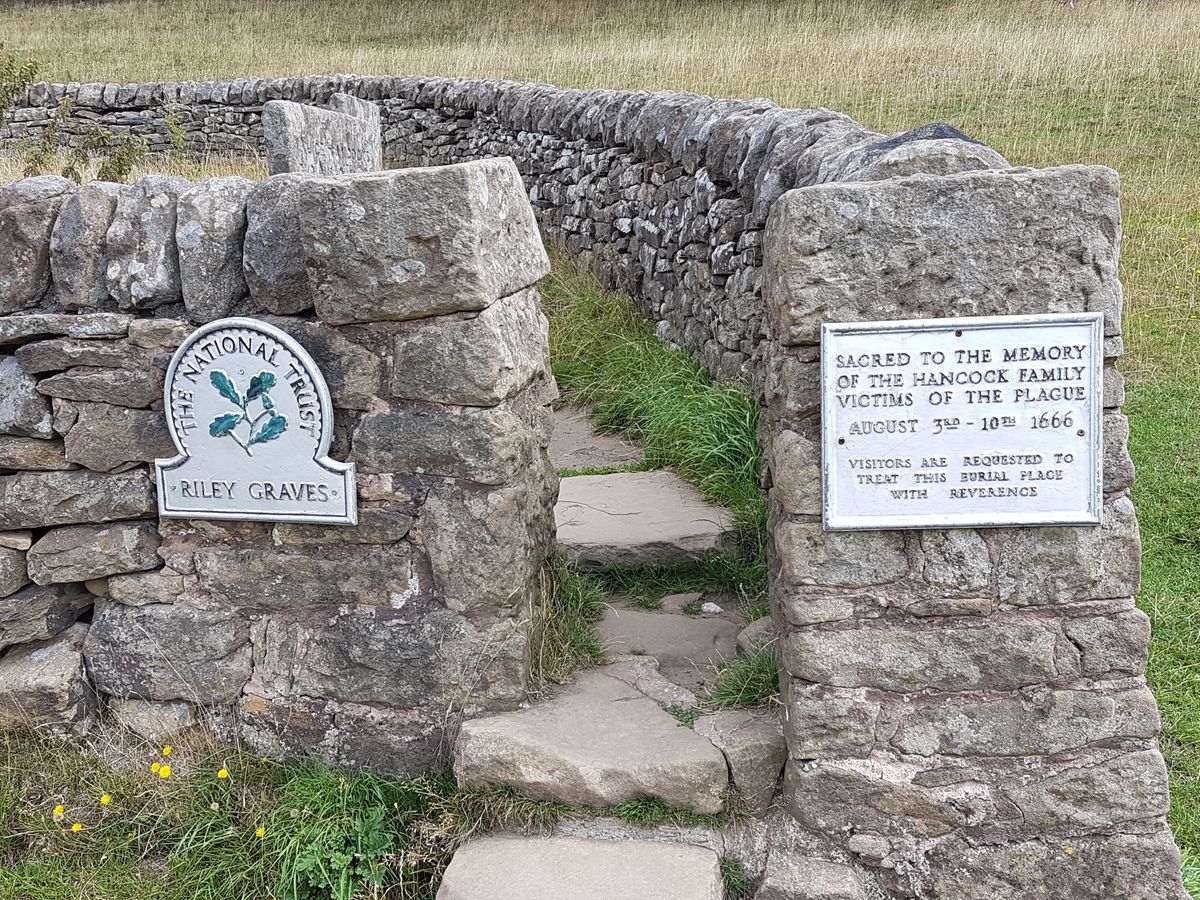 THE NATIONAL TRUST
RILEY GRAVES
SACRED TO THE MEMORY
OF THE HANCOCK FAMILY
VICTIMS OF THE PLAGUE
AUGUST 3RD - 10TH 1666
VISITORS ARE REQUESTED TO
TREAT THIS BURIAL PLACE
WITH REVERENCE